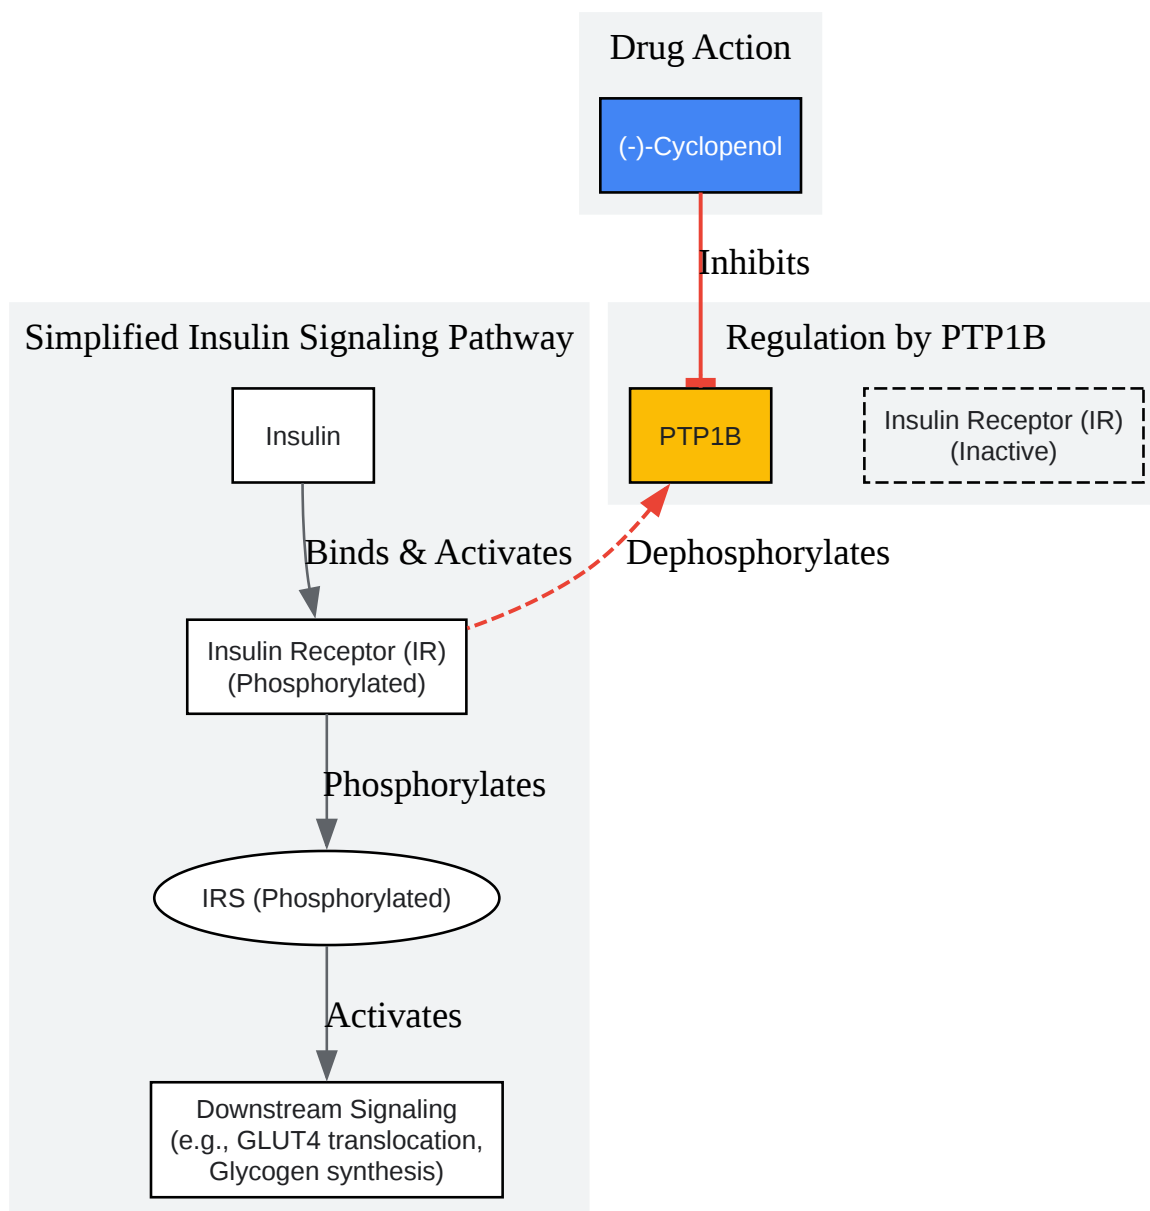 Drug Action
(-)-Cyclopenol
Inhibits
Simplified Insulin Signaling Pathway
Regulation by PTP1B
Insulin
PTP1B
Insulin Receptor (IR)
(Inactive)
Binds & Activates
Dephosphorylates
Insulin Receptor (IR)
(Phosphorylated)
Phosphorylates
IRS (Phosphorylated)
Activates
Downstream Signaling
(e.g., GLUT4 translocation,
Glycogen synthesis)